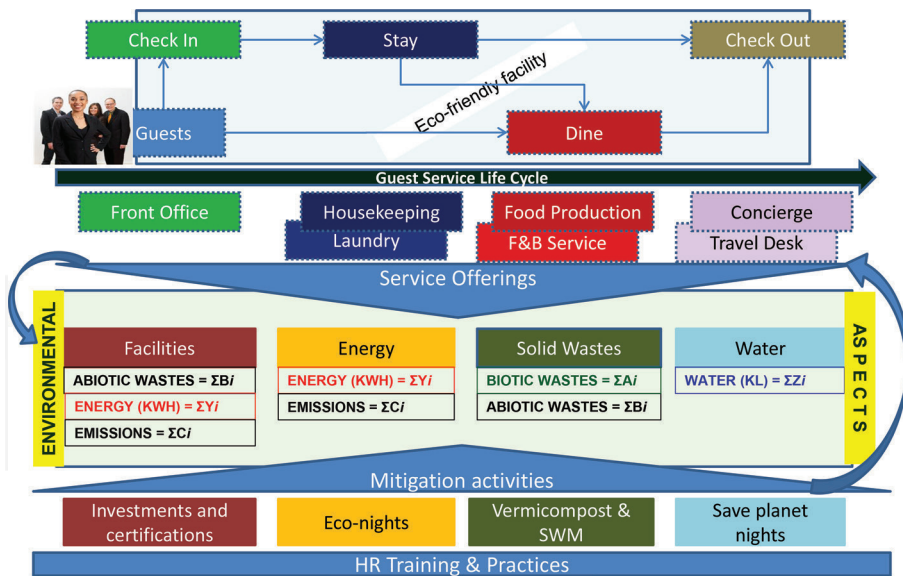 Check In
Stay
Check Out
Eco-friendly facility
Guests
Dine
Guest Service Life Cycle
Front Office
Housekeeping
Laundry
Food Production
F&B Service
Concierge
Travel Desk
Service Offerings
ENVIRONMENTAL
Facilities
ABIOTIC WASTES = ΣBi
ENERGY (KWH) = ΣYi
EMISSIONS = ΣCi
Energy
ENERGY (KWH) = ΣYi
EMISSIONS = ΣCi
Solid Wastes
BIOTIC WASTES = ΣAi
ABIOTIC WASTES = ΣBi
Water
WATER (KL) = ΣZi
ASPECTS
Mitigation activities
Investments and
certifications
Eco-nights
Vermicompost &
SWM
Save planet
nights
HR Training & Practices